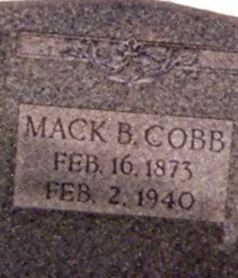 MACK B. COBB
FEB. 16, 1873
FEB. 2, 1940